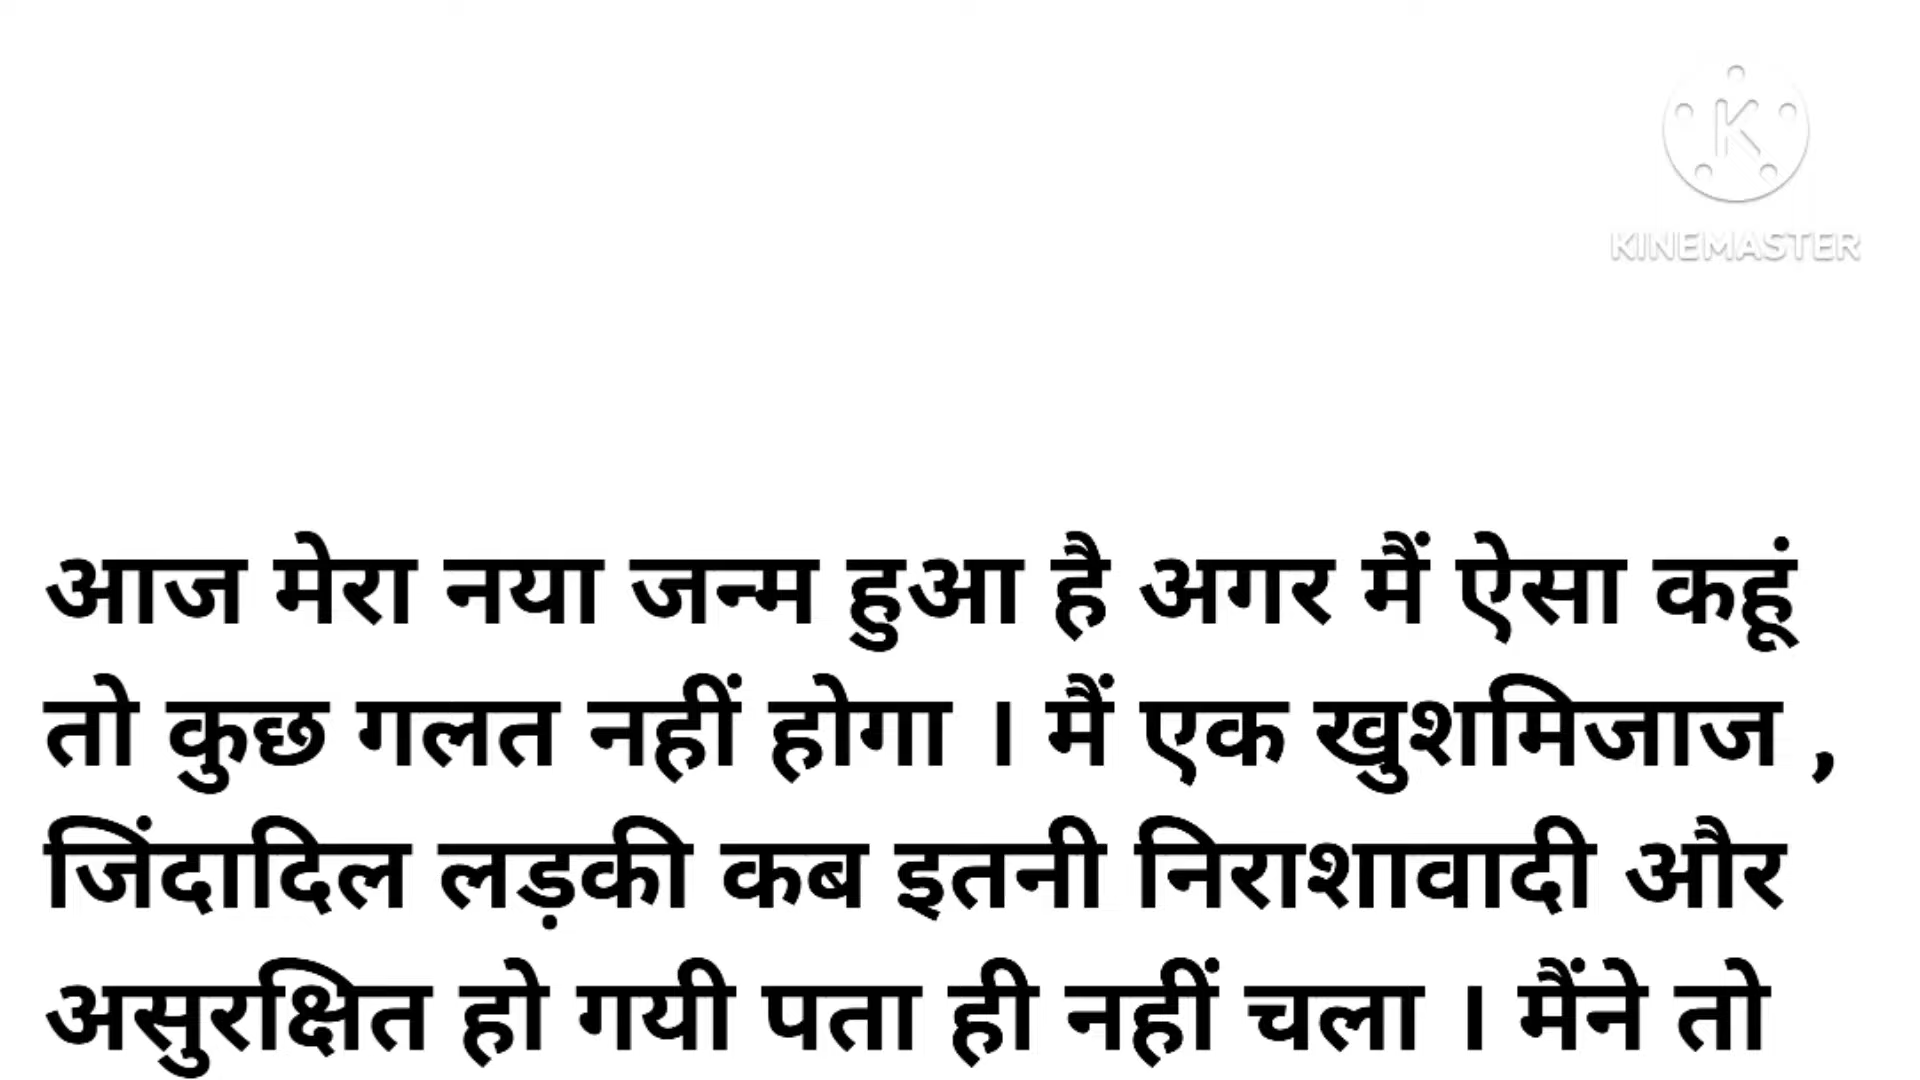 KINEMASTER
आज मेरा नया जन्म हुआ है अगर मैं ऐसा कहूं
तो कुछ गलत नहीं होगा । मैं एक खुशमिजाज ,
जिंदादिल लड़की कब इतनी निराशावादी और
असुरक्षित हो गयी पता ही नहीं चला । मैंने तो